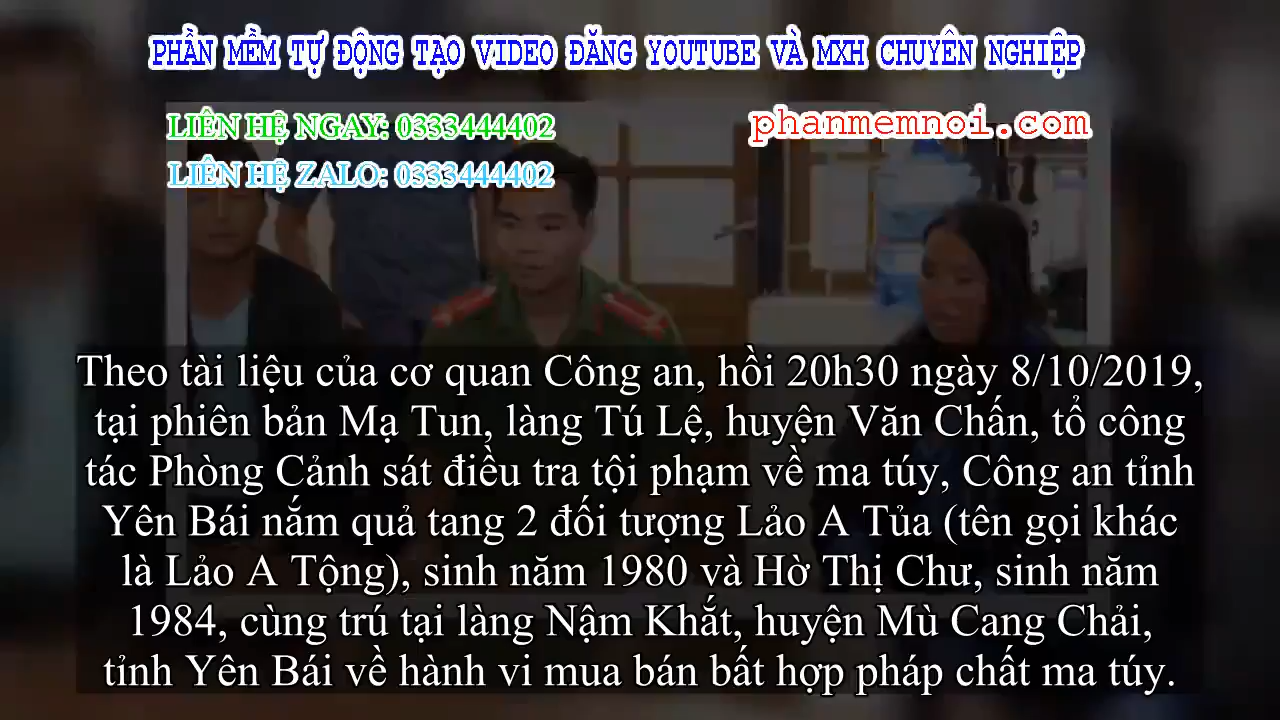 PHẦN MỀM TỰ ĐỘNG TẠO VIDEO ĐĂNG YOUTUBE VÀ MXH CHUYÊN NGHIỆP
LIÊN HỆ NGAY: 0333444402
phanmemnoi.com
LIÊN HỆ ZALO: 0333444402
Theo tài liệu của cơ quan Công an, hồi 20h30 ngày 8/10/2019,
tại phiên bản Mạ Tun, làng Tú Lệ, huyện Văn Chấn, tổ công
tác Phòng Cảnh sát điều tra tội phạm về ma túy, Công an tỉnh
Yên Bái nắm quả tang 2 đối tượng Lảo A Tủa (tên gọi khác
là Lảo A Tộng), sinh năm 1980 và Hờ Thị Chư, sinh năm
1984, cùng trú tại làng Nậm Khắt, huyện Mù Cang Chải,
tỉnh Yên Bái về hành vi mua bán bất hợp pháp chất ma túy.